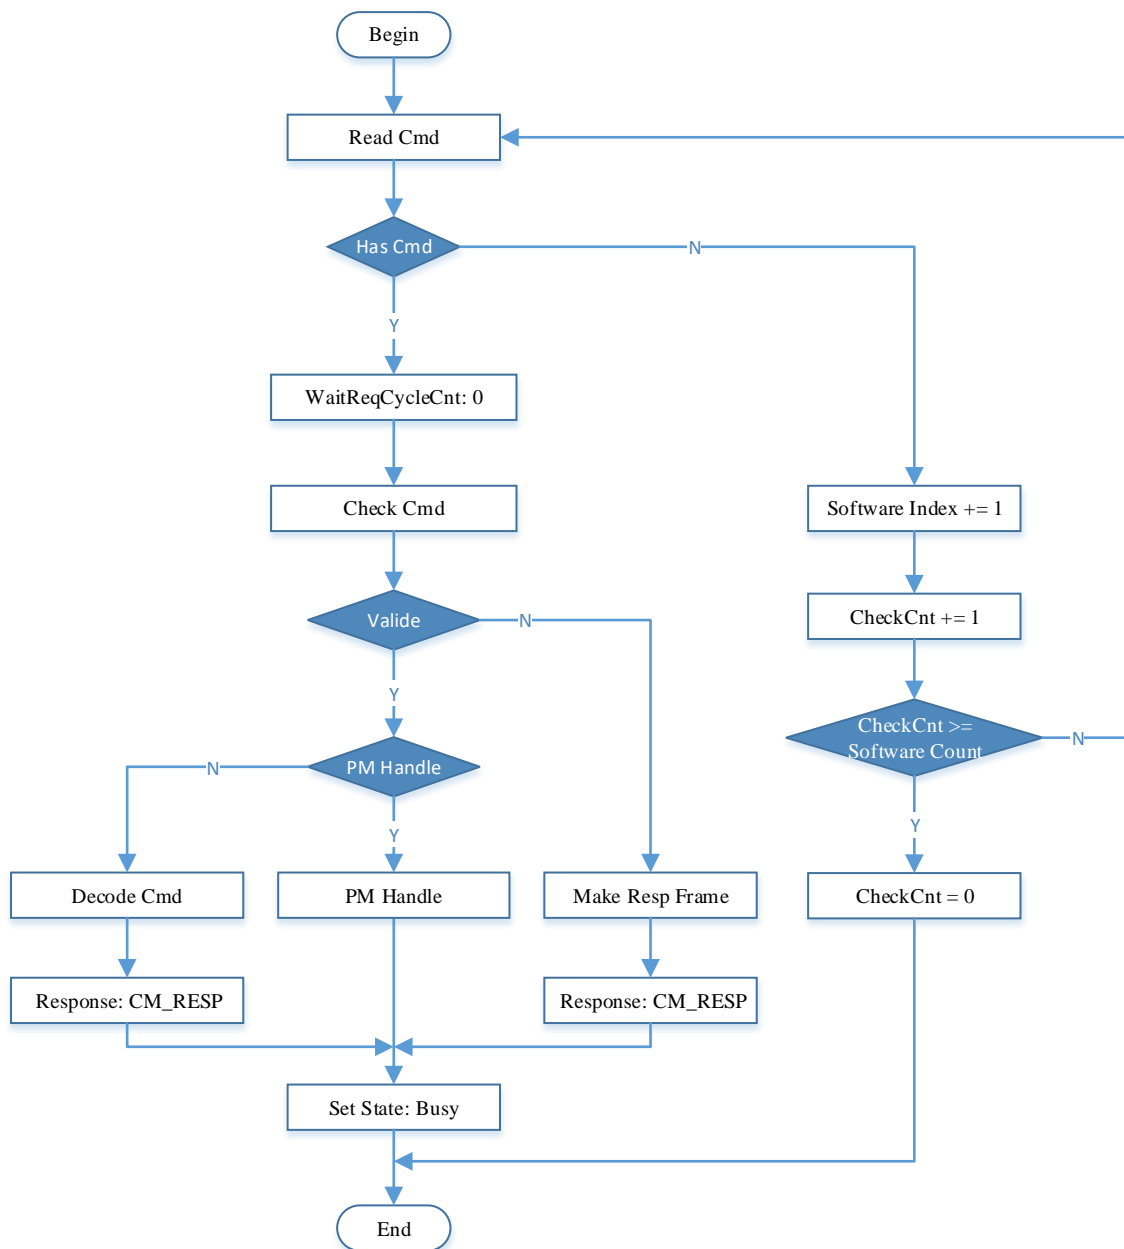 Begin
Read Cmd
Has Cmd
N
Y
WaitReqCycleCnt: 0
Check Cmd
Software Index += 1
Valide
N
CheckCnt += 1
Y
CheckCnt >=
Software Count
N
PM Handle
N
Y
Y
Decode Cmd
PM Handle
Make Resp Frame
CheckCnt = 0
Response: CM_RESP
Response: CM_RESP
Set State: Busy
End